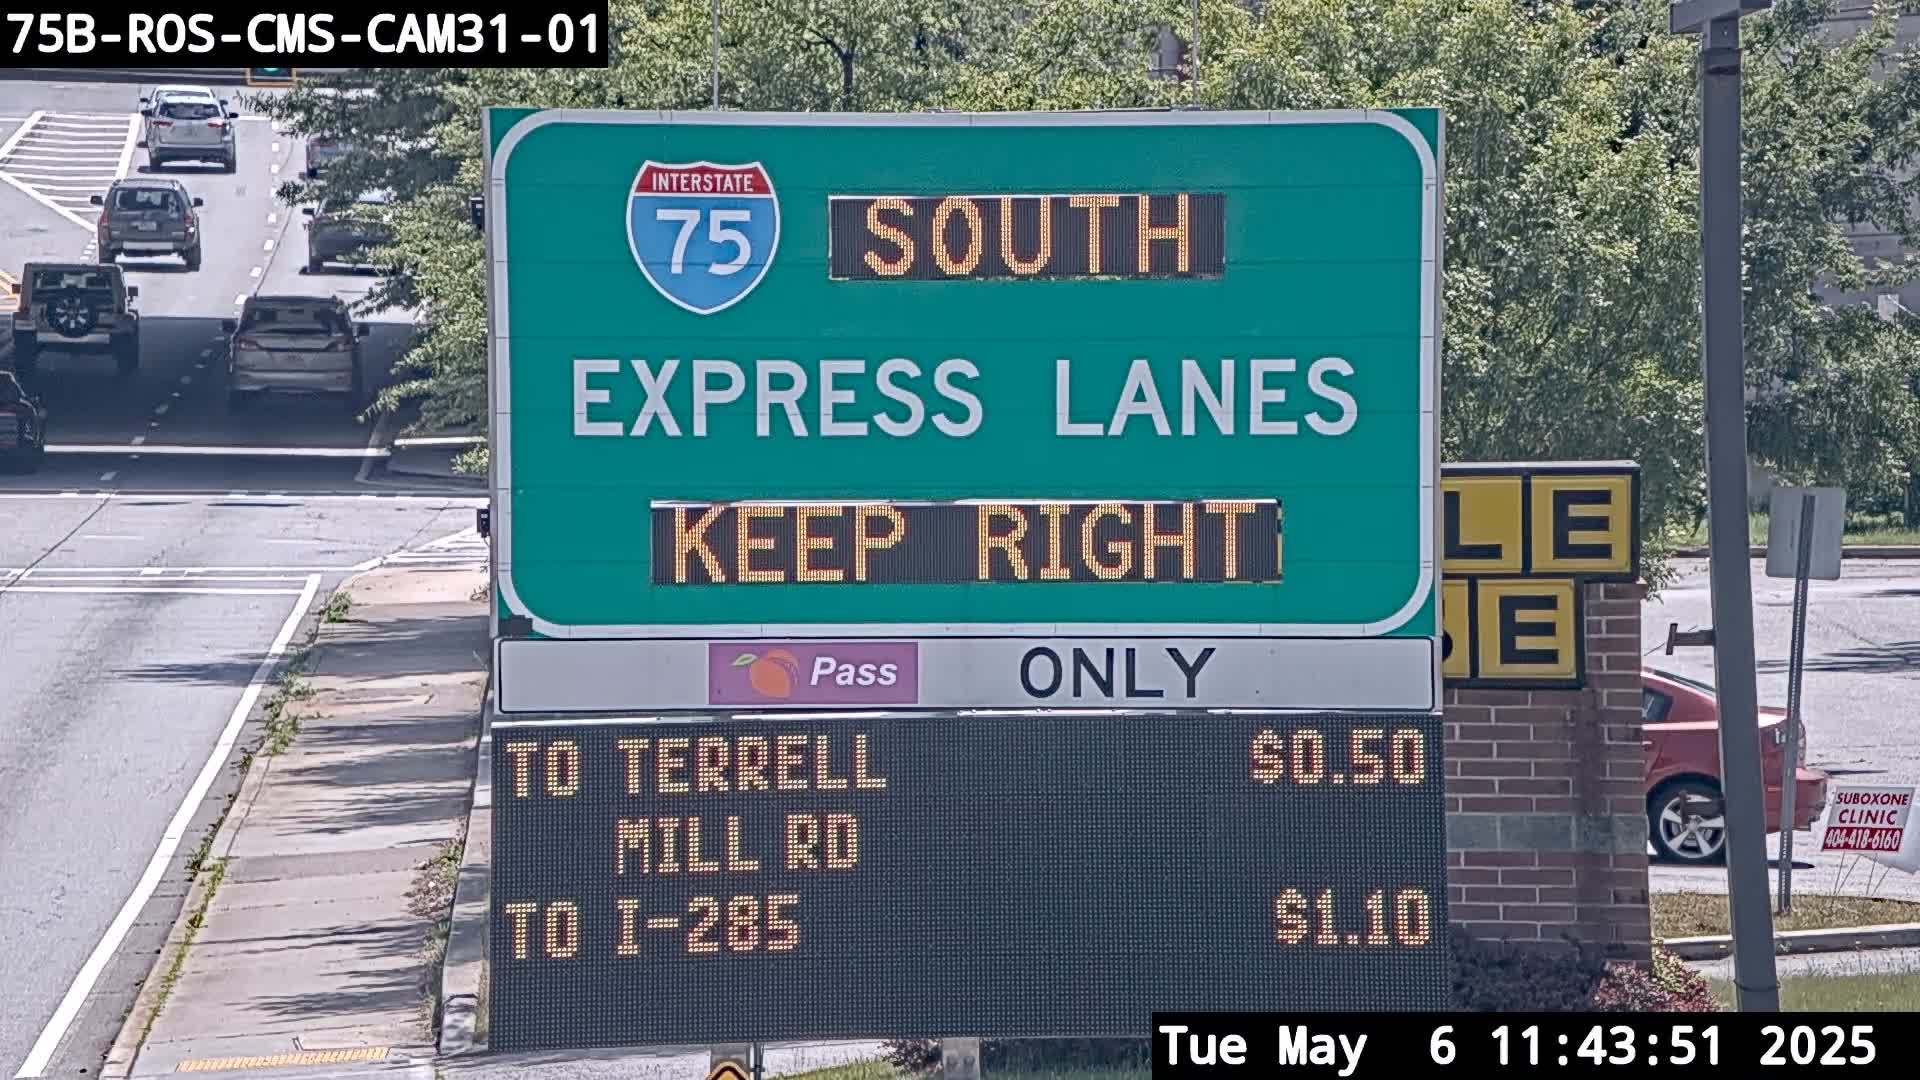 75B-ROS-CMS-CAM31-01
INTERSTATE
75
SOUTH
EXPRESS LANES
KEEP RIGHT
Pass ONLY
TO TERRELL $0.50
MILL RD
TO I-285 $1.10
LE
E
SUBOXONE
CLINIC
404-418-6160
Tue May 6 11:43:51 2025